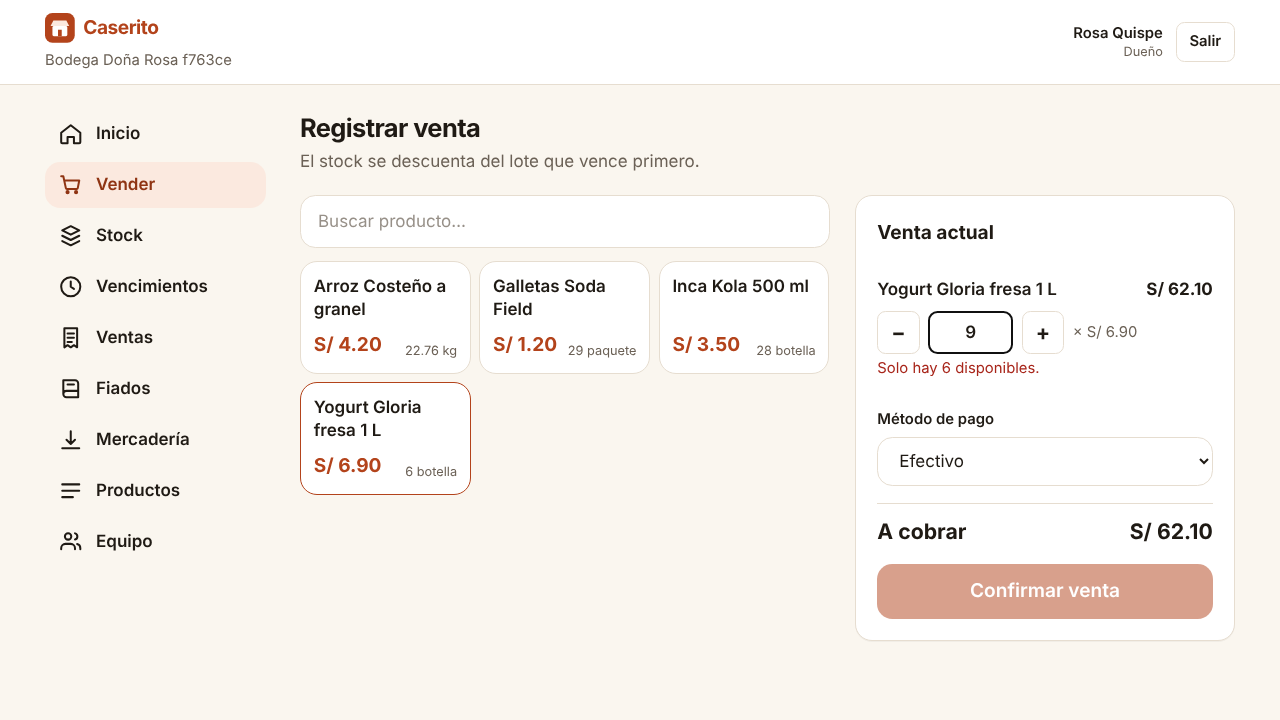 Caserito
Bodega Doña Rosa f763ce
Rosa Quispe
Dueño
Salir
Inicio
Vender
Stock
Vencimientos
Ventas
Fiados
Mercadería
Productos
Equipo
Registrar venta
El stock se descuenta del lote que vence primero.
Buscar producto...
Arroz Costeño a
granel
S/ 4.20 22.76 kg
Galletas Soda
Field
S/ 1.20 29 paquete
Inca Kola 500 ml
S/ 3.50 28 botella
Yogurt Gloria
fresa 1 L
S/ 6.90 6 botella
Venta actual
Yogurt Gloria fresa 1 L S/ 62.10
− 9 + × S/ 6.90
Solo hay 6 disponibles.
Método de pago
Efectivo
A cobrar S/ 62.10
Confirmar venta